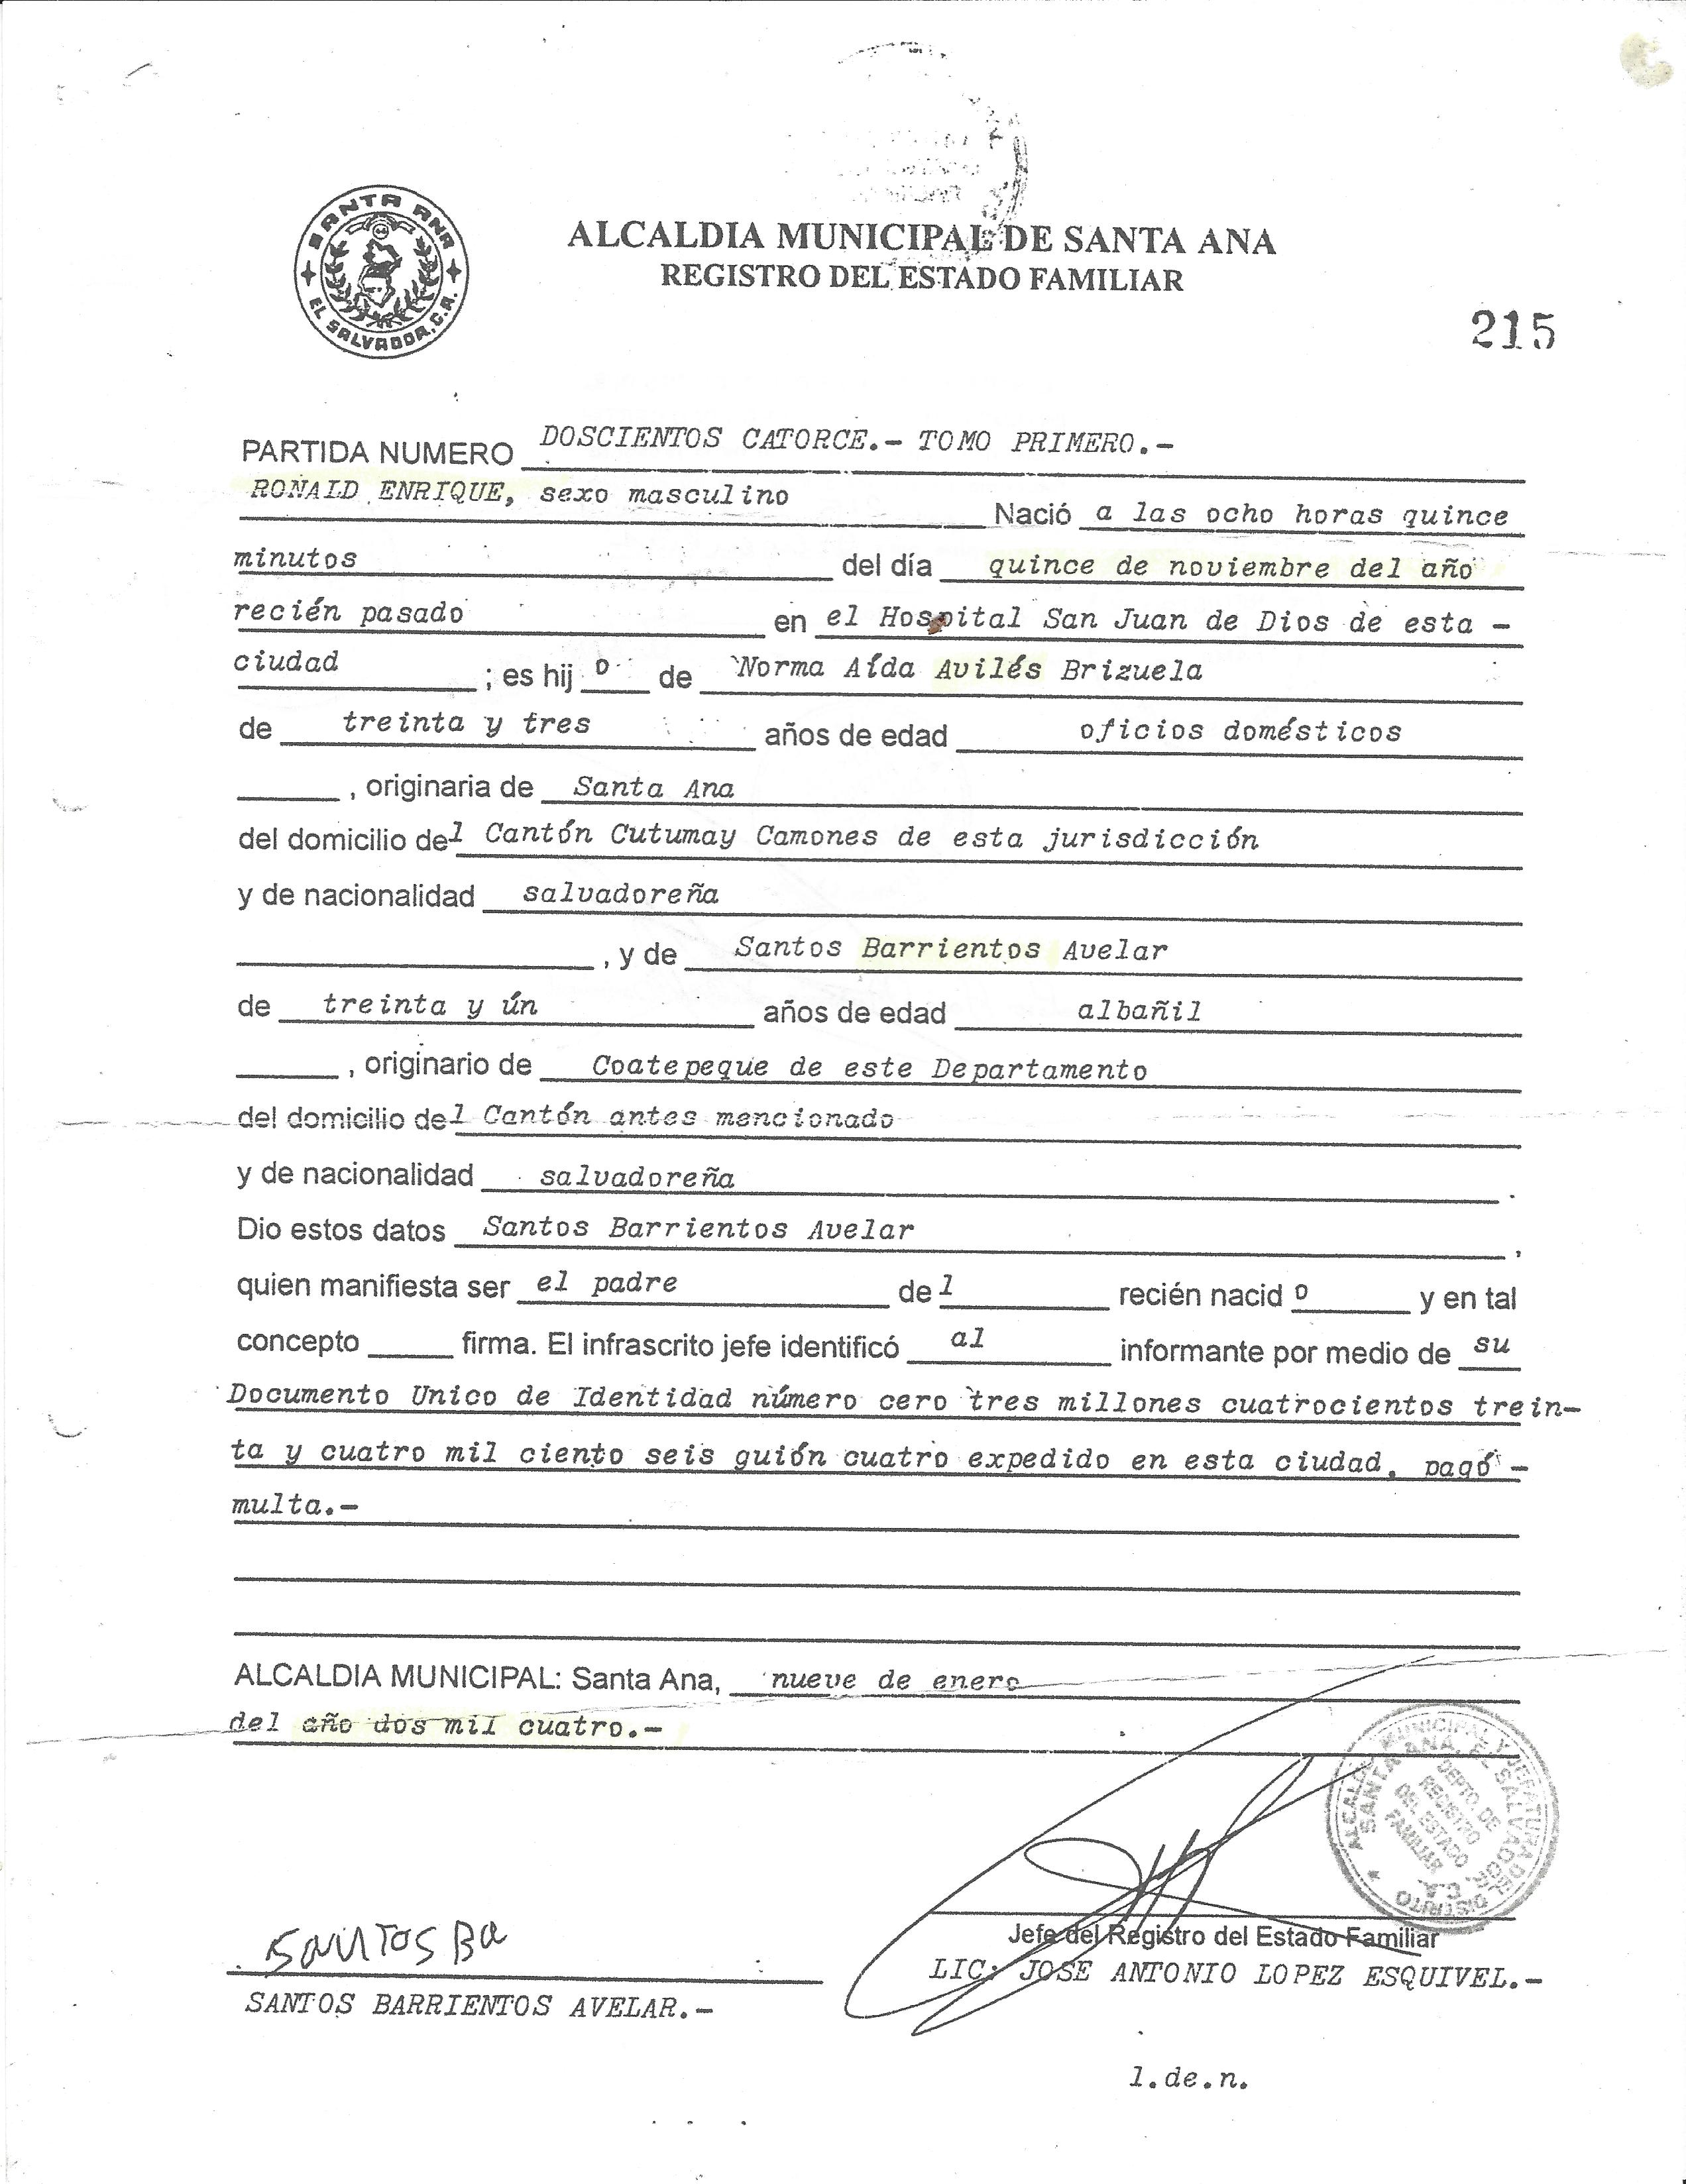 SANTA ANA
EL SALVADOR, C.A.
ALCALDIA MUNICIPAL DE SANTA ANA
REGISTRO DEL ESTADO FAMILIAR
215
PARTIDA NUMERO DOSCIENTOS CATORCE.- TOMO PRIMERO.-
RONALD ENRIQUE, sexo masculino Nació a las ocho horas quince
minutos del día quince de noviembre del año
recién pasado en el Hospital San Juan de Dios de esta -
ciudad ; es hij o de Norma Aída Avilés Brizuela
de treinta y tres años de edad oficios domésticos
, originaria de Santa Ana
del domicilio del Cantón Cutumay Camones de esta jurisdicción
y de nacionalidad salvadoreña
, y de Santos Barrientos Avelar
de treinta y ún años de edad albañil
, originario de Coatepeque de este Departamento
del domicilio del Cantón antes mencionado
y de nacionalidad salvadoreña .
Dio estos datos Santos Barrientos Avelar ,
quien manifiesta ser el padre del recién nacid o y en tal
concepto ____ firma. El infrascrito jefe identificó al informante por medio de su
Documento Unico de Identidad número cero tres millones cuatrocientos trein-
ta y cuatro mil ciento seis guión cuatro expedido en esta ciudad, pagó -
multa.-
ALCALDIA MUNICIPAL: Santa Ana, nueve de enero
del año dos mil cuatro.-
ALCALDIA MUNICIPAL Y JEFATURA DEL DISTRITO
SANTA ANA, EL SALVADOR, C.A.
DEPTO. DE
REGISTRO
DEL ESTADO
FAMILIAR
SANTOS BA
Jefe del Registro del Estado Familiar
LIC. JOSE ANTONIO LOPEZ ESQUIVEL.-
SANTOS BARRIENTOS AVELAR.-
l.de.n.